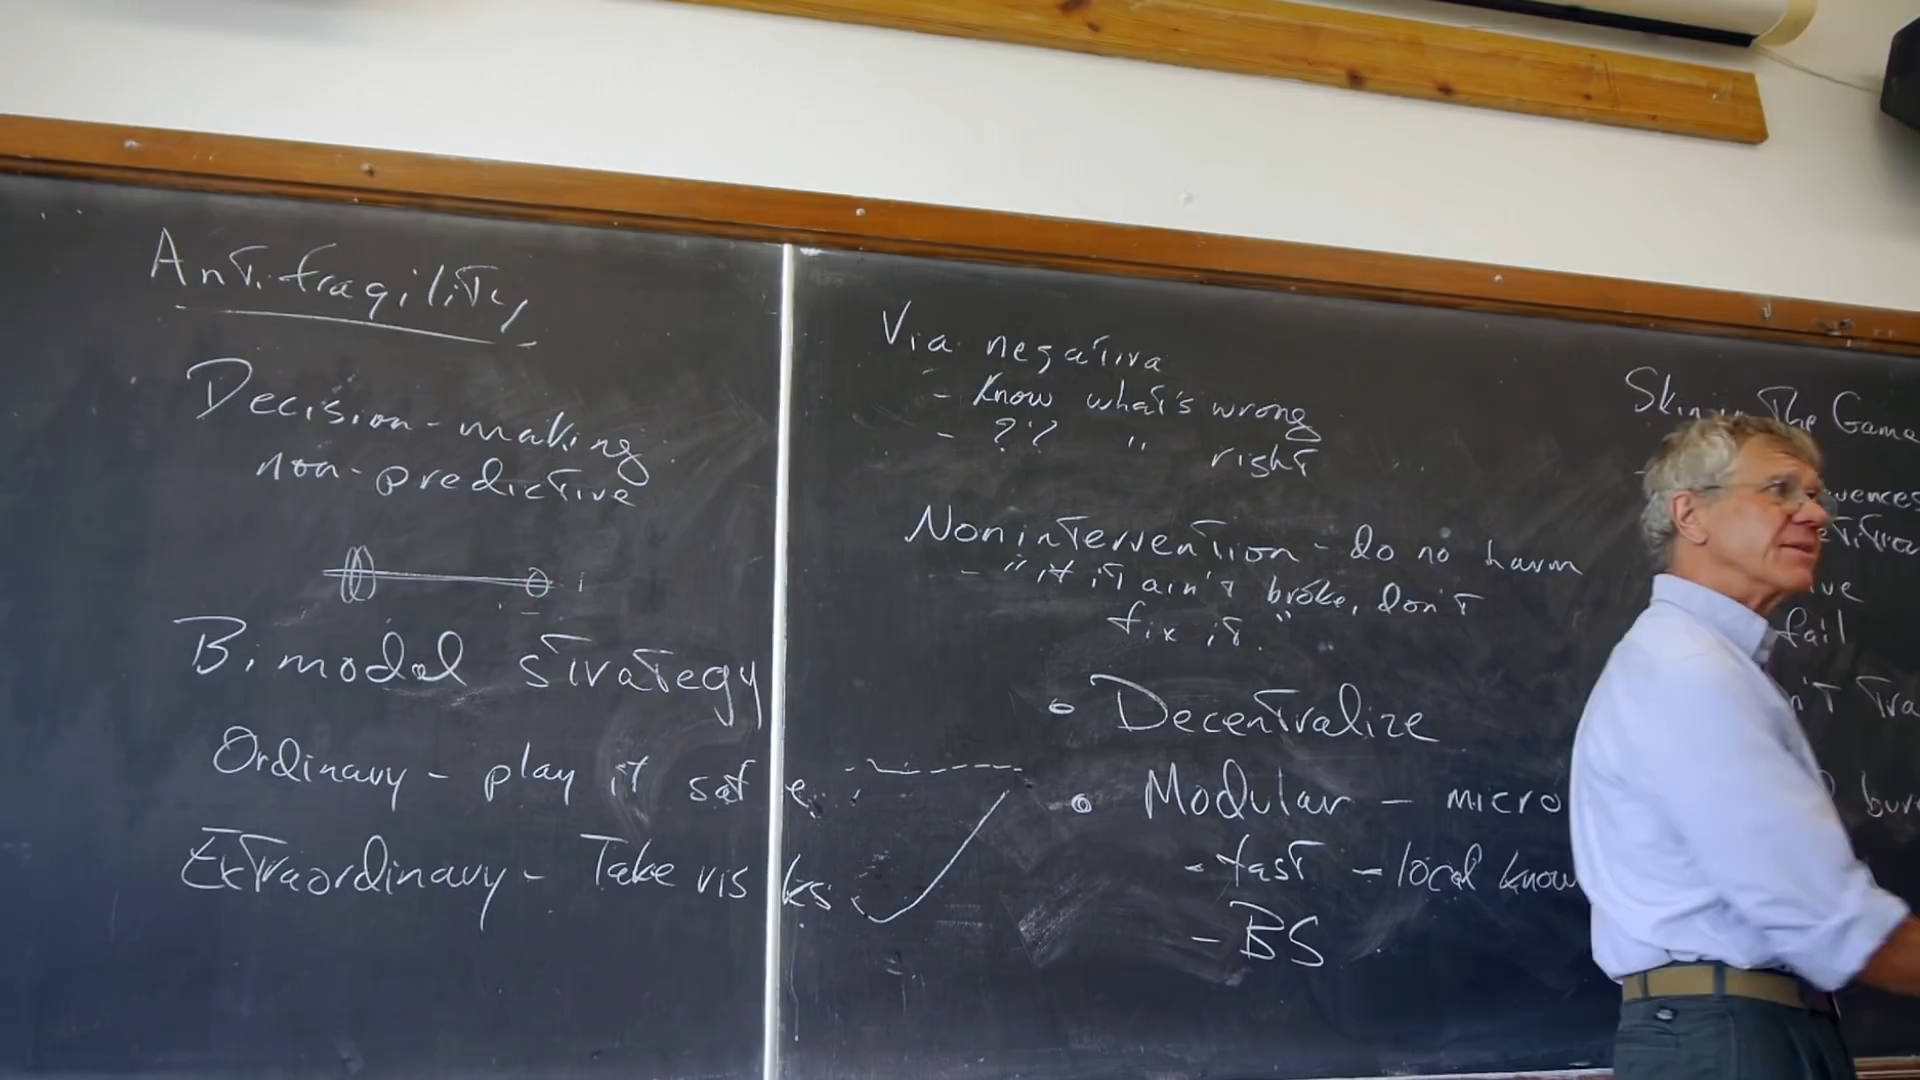 Antifragility
Decision-making
non-predictive
Bimodal strategy
Ordinary - play it safe
Extraordinary - Take risks
Via negativa
- Know what's wrong
- ?? " right
Nonintervention - do no harm
- "if it ain't broke, don't
fix it."
• Decentralize
• Modular - micro
- fast - local know
- BS
Skin in The Game
fail